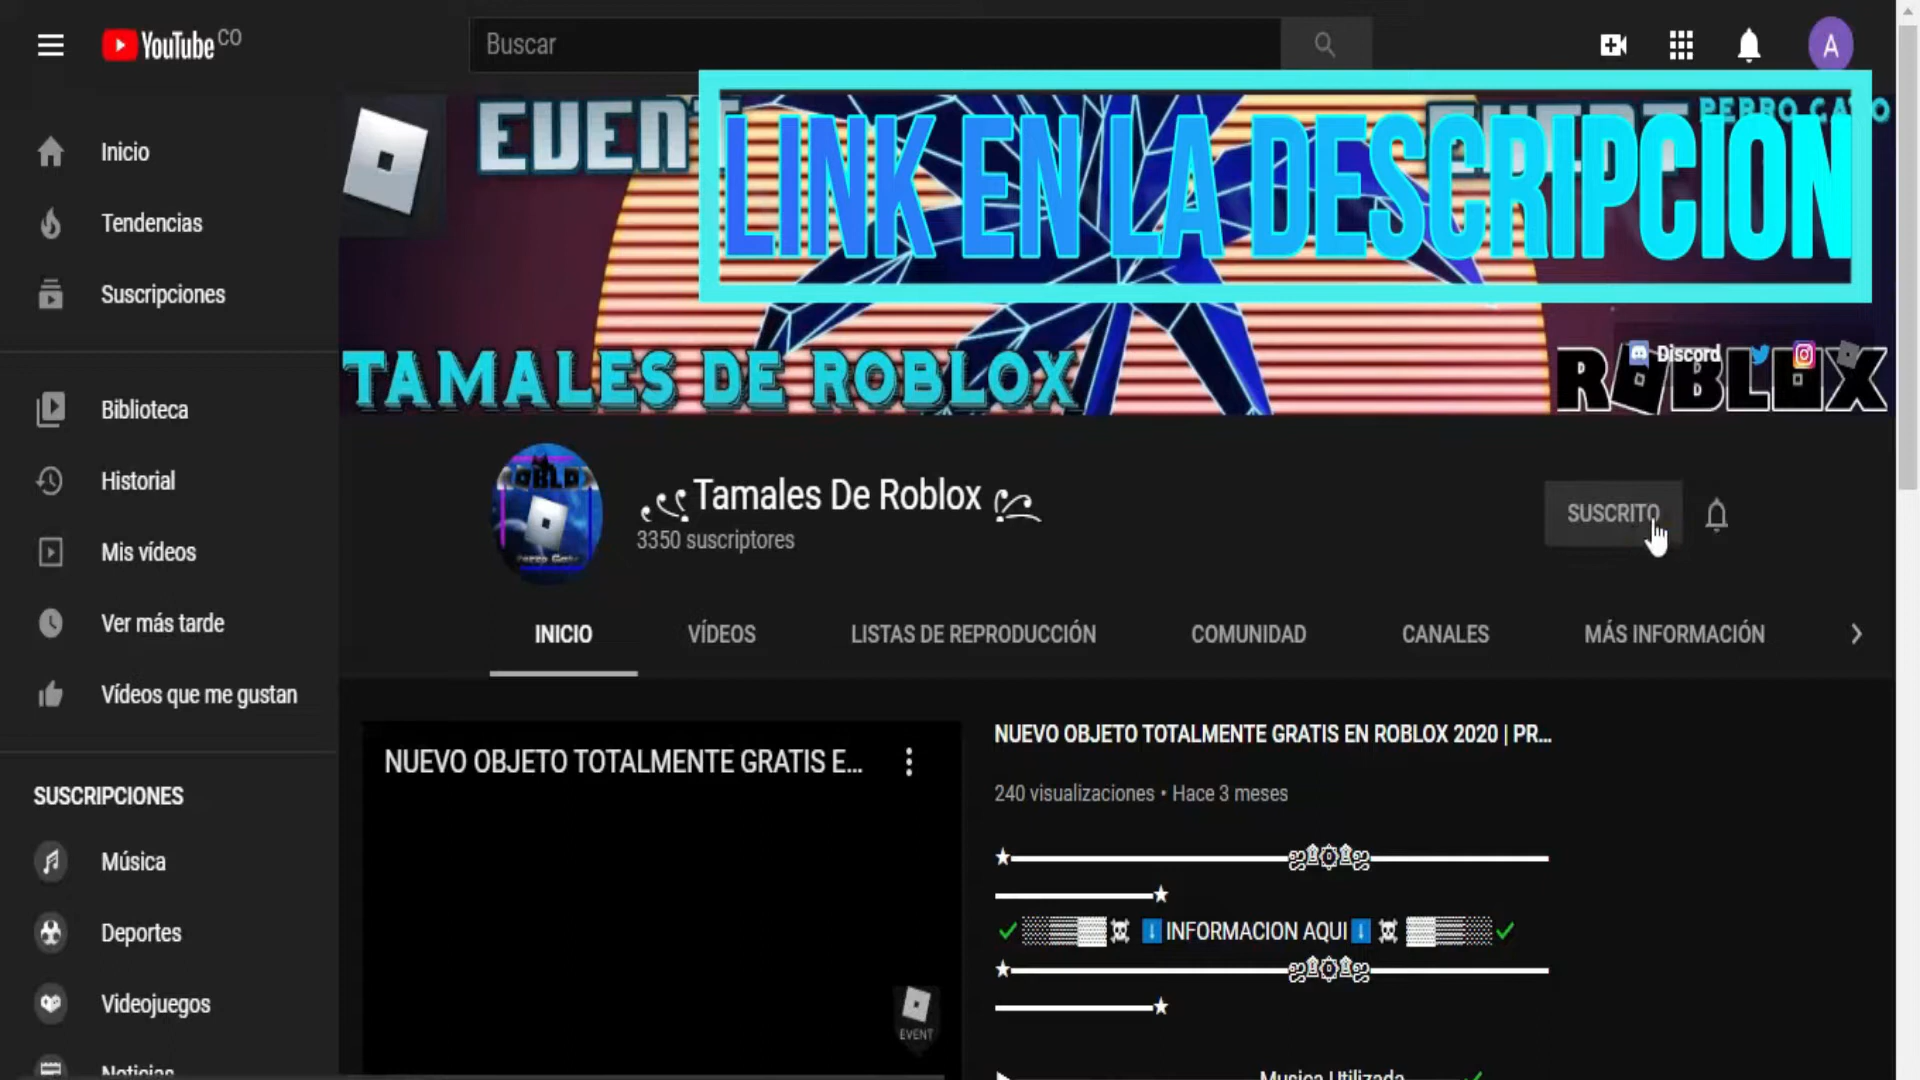 YouTube CO
Buscar
A
Inicio
Tendencias
Suscripciones
Biblioteca
Historial
Mis vídeos
Ver más tarde
Vídeos que me gustan
SUSCRIPCIONES
Música
Deportes
Videojuegos
Noticias
EVENT
LINK EN LA DESCRIPCION
TAMALES DE ROBLOX
Discord
ROBLOX
Tamales De Roblox
3350 suscriptores
SUSCRITO
INICIO
VÍDEOS
LISTAS DE REPRODUCCIÓN
COMUNIDAD
CANALES
MÁS INFORMACIÓN
NUEVO OBJETO TOTALMENTE GRATIS E...
EVENT
NUEVO OBJETO TOTALMENTE GRATIS EN ROBLOX 2020 | PR...
240 visualizaciones • Hace 3 meses
INFORMACION AQUI
Musica Utilizada